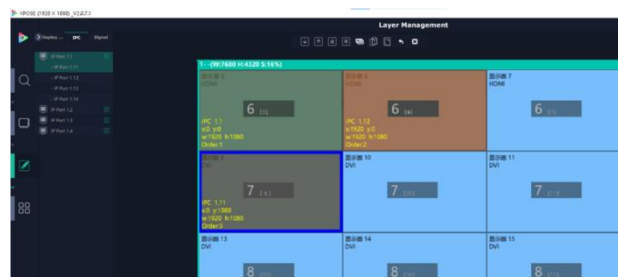 XPOSE (1920 X 1080)_V2.0.7.7
Layer Management
IPC
Signal
IP Port 1.1
- IP Port 1.11
- IP Port 1.12
- IP Port 1.13
- IP Port 1.14
IP Port 1.2
IP Port 1.3
IP Port 1.4
1--(W:7680 H:4320 S:16%)
HDMI
6
IPC 1.1
x:0 y:0
w:1920 h:1080
Order:1
HDMI
6
IPC 1.12
x:1920 y:0
w:1920 h:1080
Order:2
显示器 7
HDMI
6
DVI
7
IPC 1.11
x:0 y:1080
w:1920 h:1080
Order:3
显示器 10
DVI
7
显示器 11
DVI
7
显示器 13
DVI
8
显示器 14
DVI
8
显示器 15
DVI
8